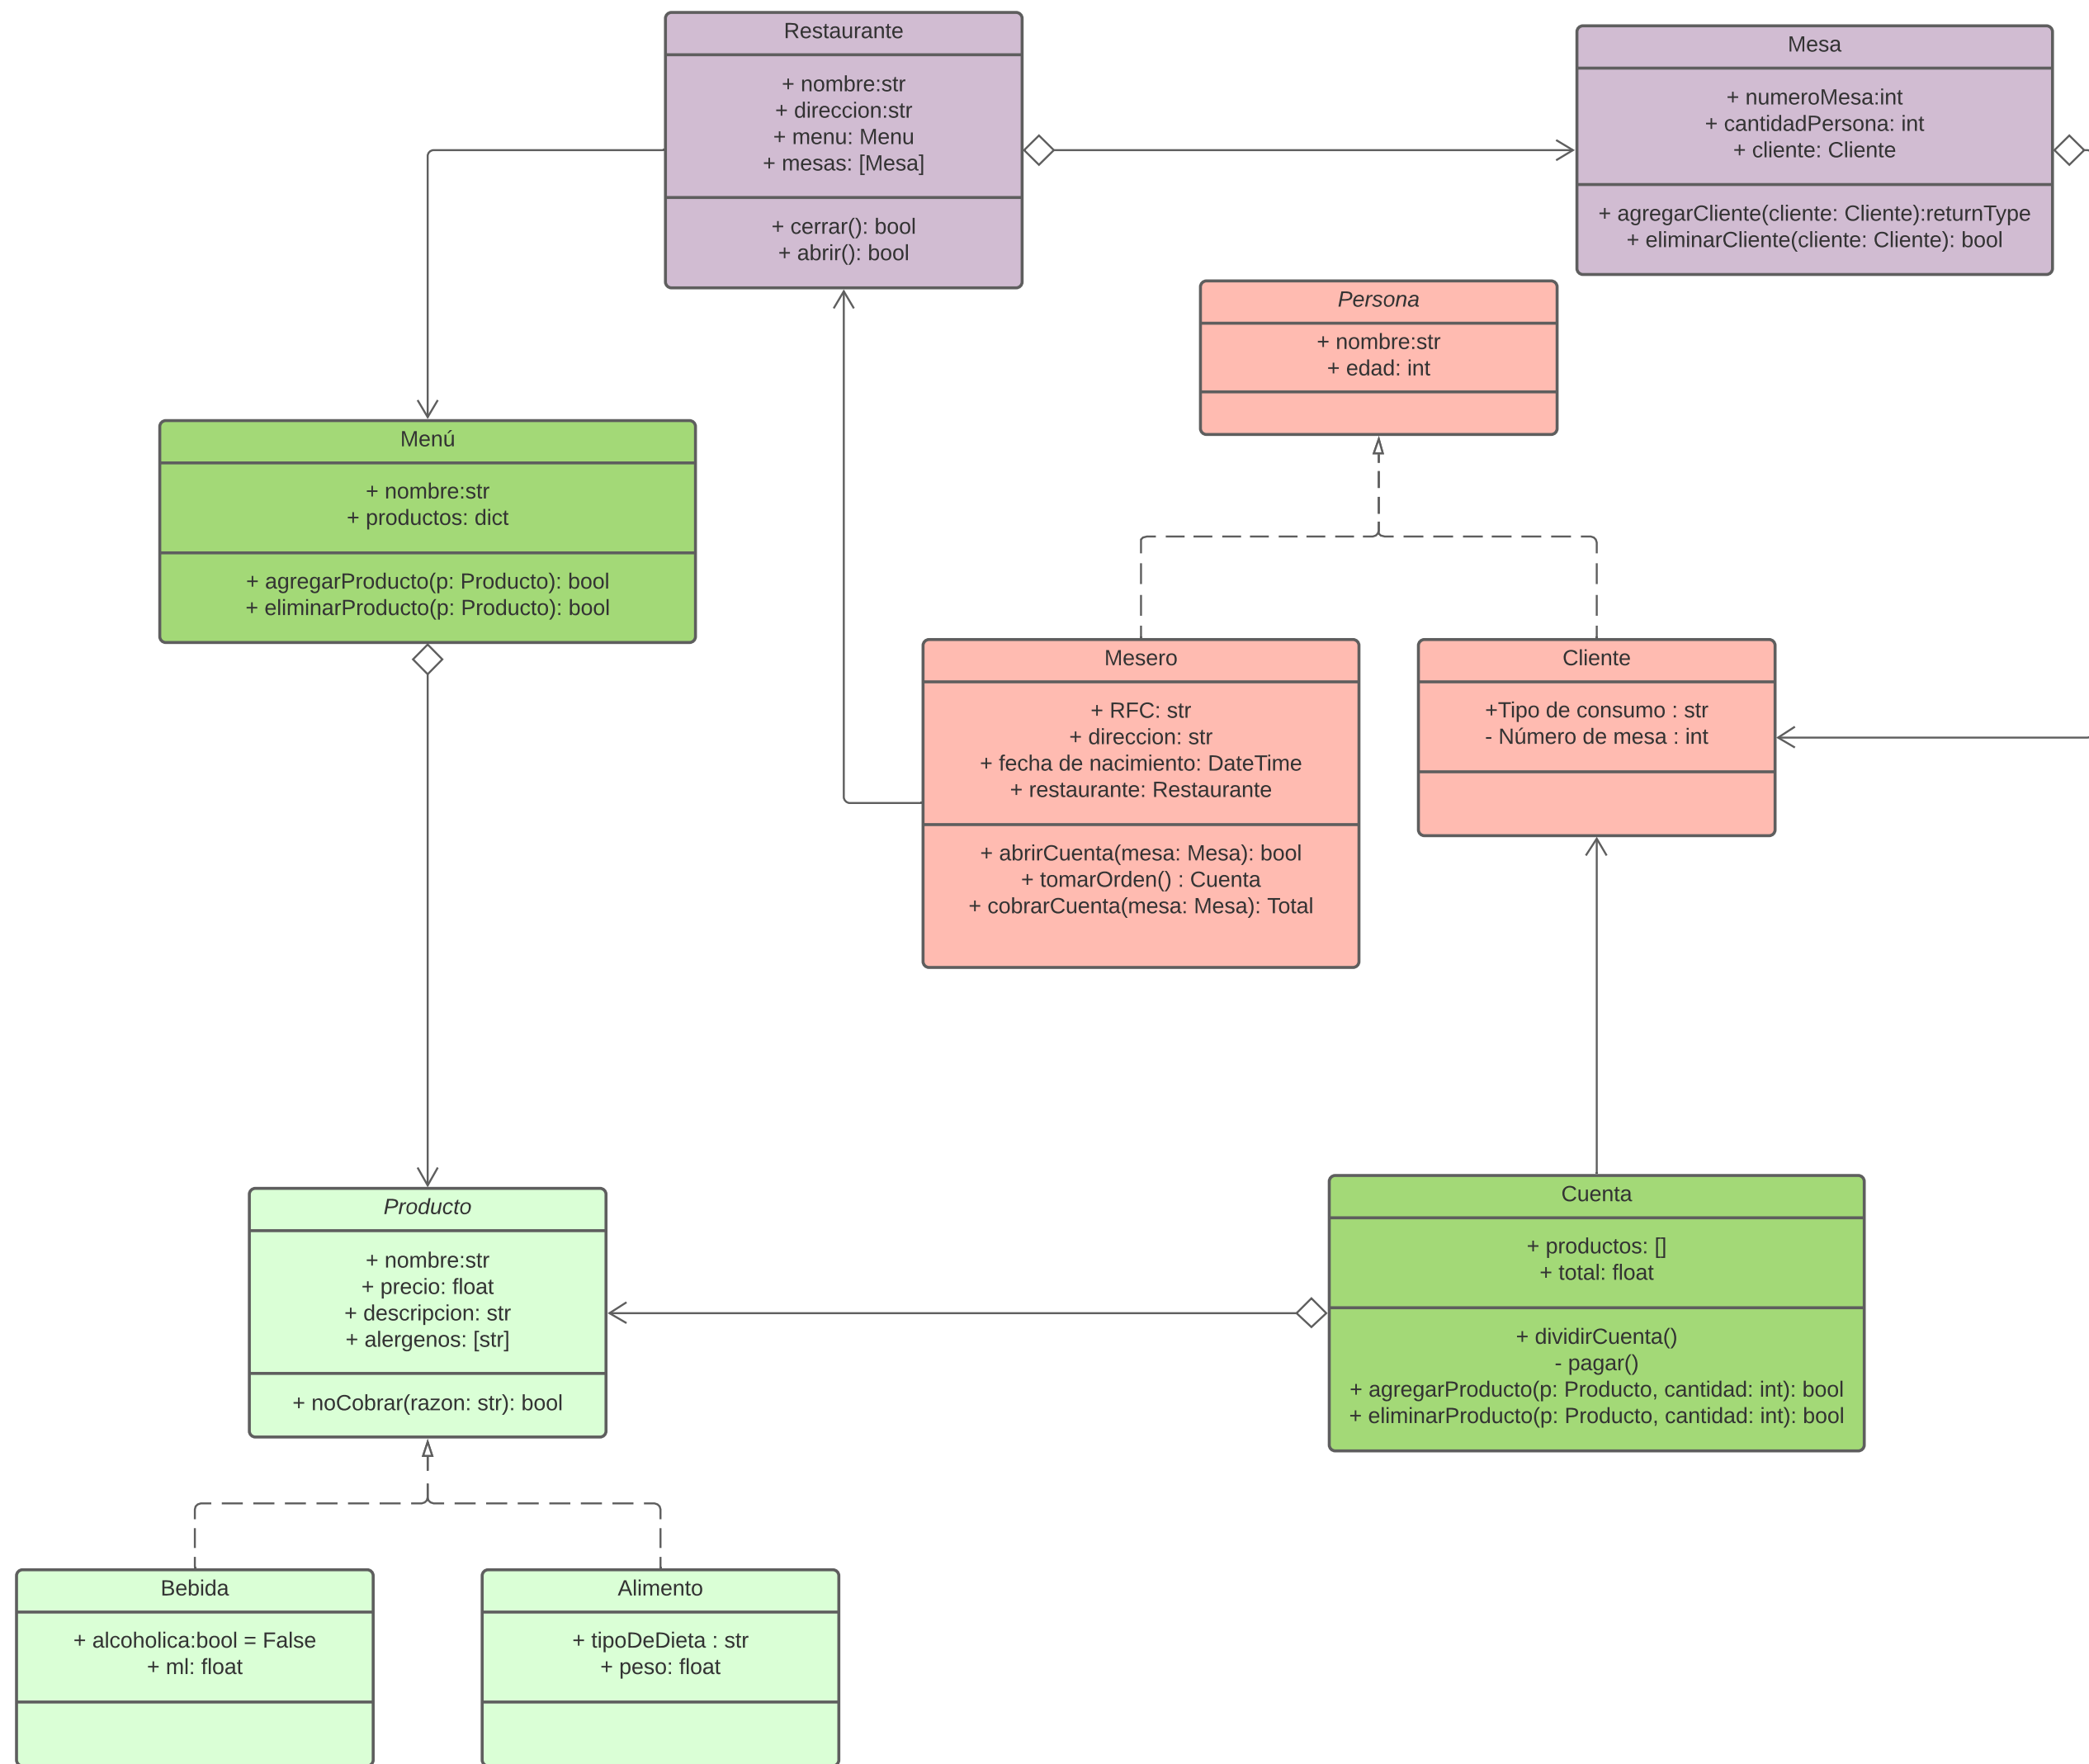 Restaurante
+ nombre:str
+ direccion:str
+ menu: Menu
+ mesas: [Mesa]
+ cerrar(): bool
+ abrir(): bool
Mesa
+ numeroMesa:int
+ cantidadPersona: int
+ cliente: Cliente
+ agregarCliente(cliente: Cliente):returnType
+ eliminarCliente(cliente: Cliente): bool
Persona
+ nombre:str
+ edad: int
Menú
+ nombre:str
+ productos: dict
+ agregarProducto(p: Producto): bool
+ eliminarProducto(p: Producto): bool
Mesero
+ RFC: str
+ direccion: str
+ fecha de nacimiento: DateTime
+ restaurante: Restaurante
+ abrirCuenta(mesa: Mesa): bool
+ tomarOrden() : Cuenta
+ cobrarCuenta(mesa: Mesa): Total
Cliente
+Tipo de consumo : str
- Número de mesa : int
Producto
+ nombre:str
+ precio: float
+ descripcion: str
+ alergenos: [str]
+ noCobrar(razon: str): bool
Cuenta
+ productos: []
+ total: float
+ dividirCuenta()
- pagar()
+ agregarProducto(p: Producto, cantidad: int): bool
+ eliminarProducto(p: Producto, cantidad: int): bool
Bebida
+ alcoholica:bool = False
+ ml: float
Alimento
+ tipoDeDieta : str
+ peso: float